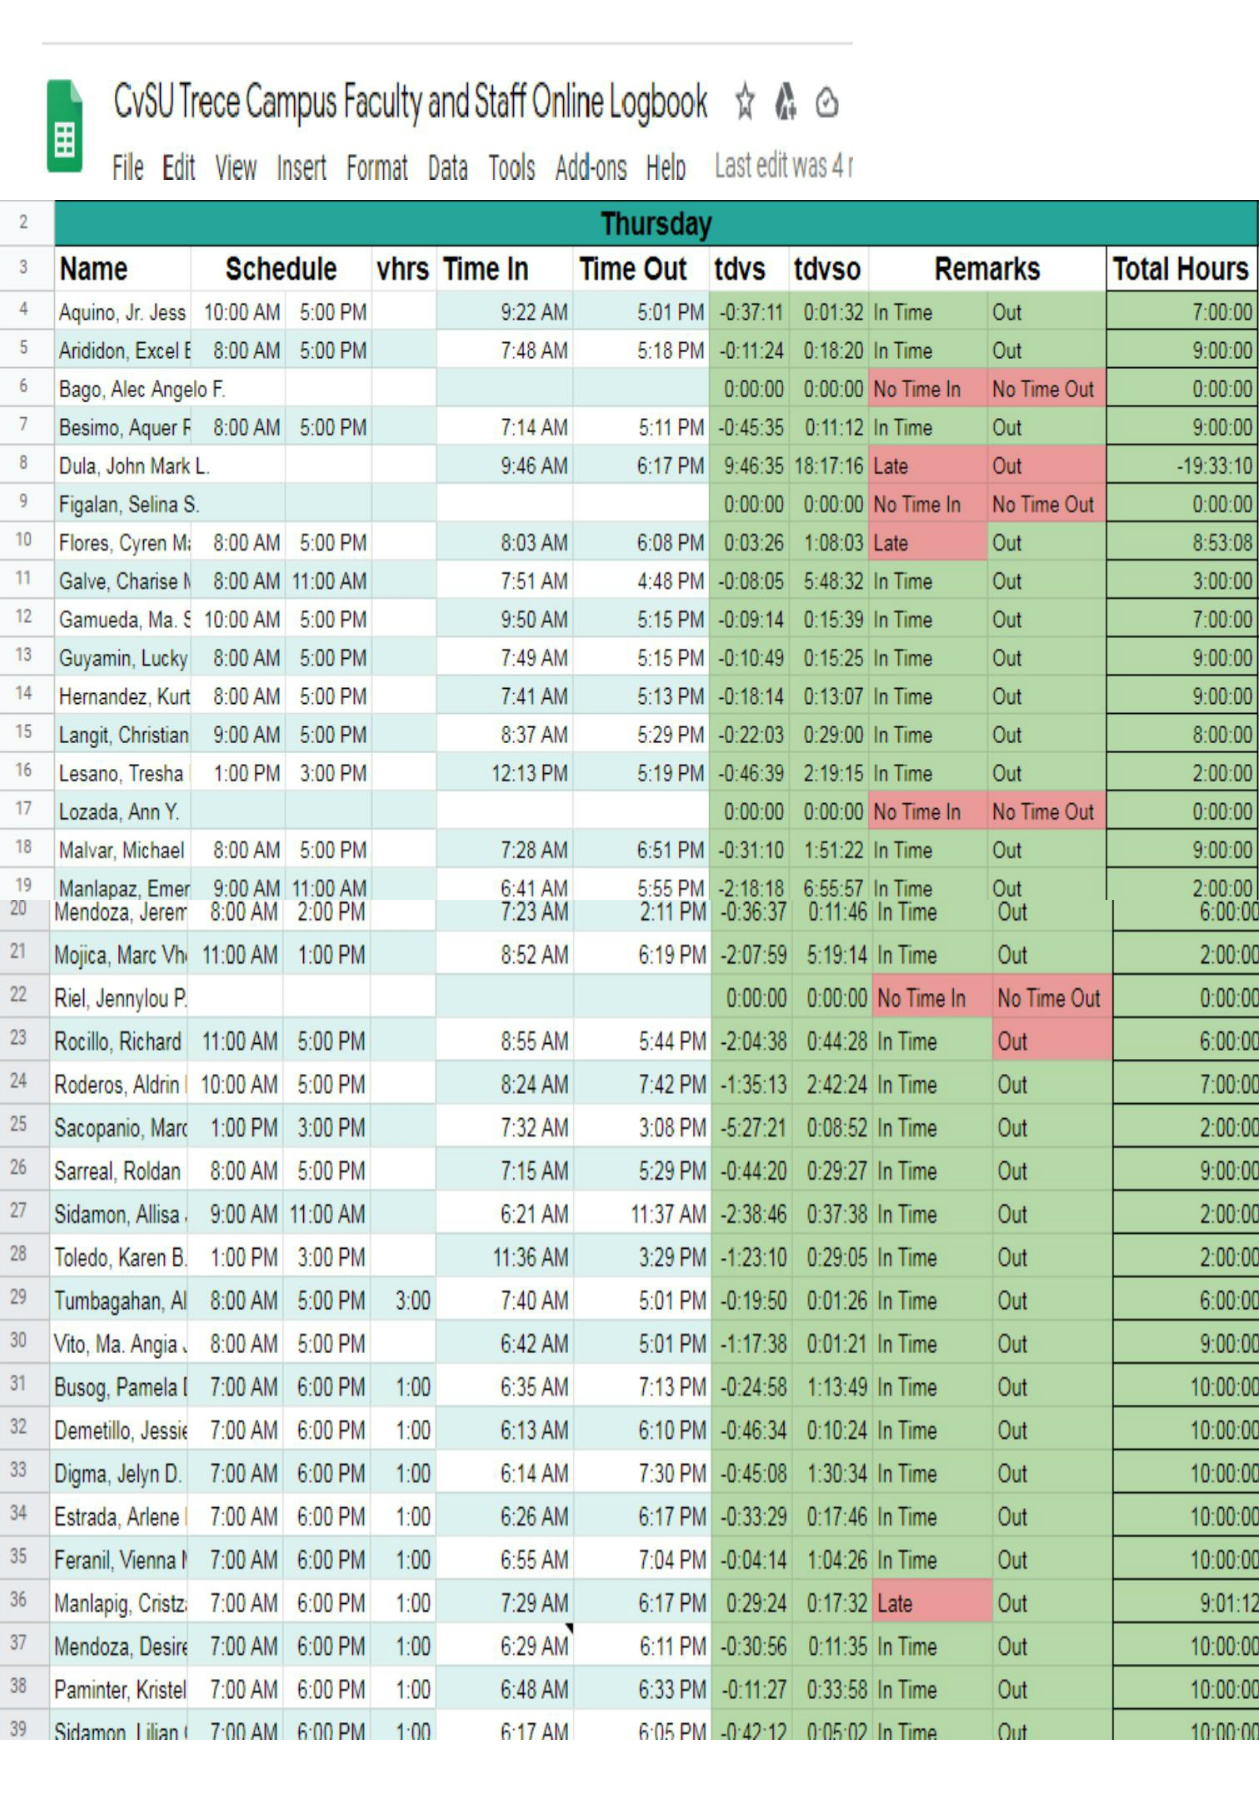 CvSU Trece Campus Faculty and Staff Online Logbook
File Edit View Insert Format Data Tools Add-ons Help Last edit was 4
2 Thursday
3 Name Schedule vhrs Time In Time Out tdvs tdvso Remarks Total Hours
4 Aquino, Jr. Jess 10:00 AM 5:00 PM 9:22 AM 5:01 PM -0:37:11 0:01:32 In Time Out 7:00:00
5 Arididon, Excel E 8:00 AM 5:00 PM 7:48 AM 5:18 PM -0:11:24 0:18:20 In Time Out 9:00:00
6 Bago, Alec Angelo F. 0:00:00 0:00:00 No Time In No Time Out 0:00:00
7 Besimo, Aquer R 8:00 AM 5:00 PM 7:14 AM 5:11 PM -0:45:35 0:11:12 In Time Out 9:00:00
8 Dula, John Mark L. 9:46 AM 6:17 PM 9:46:35 18:17:16 Late Out -19:33:10
9 Figalan, Selina S. 0:00:00 0:00:00 No Time In No Time Out 0:00:00
10 Flores, Cyren Ma 8:00 AM 5:00 PM 8:03 AM 6:08 PM 0:03:26 1:08:03 Late Out 8:53:08
11 Galve, Charise M 8:00 AM 11:00 AM 7:51 AM 4:48 PM -0:08:05 5:48:32 In Time Out 3:00:00
12 Gamueda, Ma. S 10:00 AM 5:00 PM 9:50 AM 5:15 PM -0:09:14 0:15:39 In Time Out 7:00:00
13 Guyamin, Lucky 8:00 AM 5:00 PM 7:49 AM 5:15 PM -0:10:49 0:15:25 In Time Out 9:00:00
14 Hernandez, Kurt 8:00 AM 5:00 PM 7:41 AM 5:13 PM -0:18:14 0:13:07 In Time Out 9:00:00
15 Langit, Christian 9:00 AM 5:00 PM 8:37 AM 5:29 PM -0:22:03 0:29:00 In Time Out 8:00:00
16 Lesano, Tresha 1:00 PM 3:00 PM 12:13 PM 5:19 PM -0:46:39 2:19:15 In Time Out 2:00:00
17 Lozada, Ann Y. 0:00:00 0:00:00 No Time In No Time Out 0:00:00
18 Malvar, Michael 8:00 AM 5:00 PM 7:28 AM 6:51 PM -0:31:10 1:51:22 In Time Out 9:00:00
19 Manlapaz, Emer 9:00 AM 11:00 AM 6:41 AM 5:55 PM -2:18:18 6:55:57 In Time Out 2:00:00
20 Mendoza, Jerem 8:00 AM 2:00 PM 7:23 AM 2:11 PM -0:36:37 0:11:46 In Time Out 6:00:00
21 Mojica, Marc Vh 11:00 AM 1:00 PM 8:52 AM 6:19 PM -2:07:59 5:19:14 In Time Out 2:00:00
22 Riel, Jennylou P. 0:00:00 0:00:00 No Time In No Time Out 0:00:00
23 Rocillo, Richard 11:00 AM 5:00 PM 8:55 AM 5:44 PM -2:04:38 0:44:28 In Time Out 6:00:00
24 Roderos, Aldrin 10:00 AM 5:00 PM 8:24 AM 7:42 PM -1:35:13 2:42:24 In Time Out 7:00:00
25 Sacopanio, Marc 1:00 PM 3:00 PM 7:32 AM 3:08 PM -5:27:21 0:08:52 In Time Out 2:00:00
26 Sarreal, Roldan 8:00 AM 5:00 PM 7:15 AM 5:29 PM -0:44:20 0:29:27 In Time Out 9:00:00
27 Sidamon, Allisa 9:00 AM 11:00 AM 6:21 AM 11:37 AM -2:38:46 0:37:38 In Time Out 2:00:00
28 Toledo, Karen B. 1:00 PM 3:00 PM 11:36 AM 3:29 PM -1:23:10 0:29:05 In Time Out 2:00:00
29 Tumbagahan, Al 8:00 AM 5:00 PM 3:00 7:40 AM 5:01 PM -0:19:50 0:01:26 In Time Out 6:00:00
30 Vito, Ma. Angia 8:00 AM 5:00 PM 6:42 AM 5:01 PM -1:17:38 0:01:21 In Time Out 9:00:00
31 Busog, Pamela 7:00 AM 6:00 PM 1:00 6:35 AM 7:13 PM -0:24:58 1:13:49 In Time Out 10:00:00
32 Demetillo, Jessie 7:00 AM 6:00 PM 1:00 6:13 AM 6:10 PM -0:46:34 0:10:24 In Time Out 10:00:00
33 Digma, Jelyn D. 7:00 AM 6:00 PM 1:00 6:14 AM 7:30 PM -0:45:08 1:30:34 In Time Out 10:00:00
34 Estrada, Arlene 7:00 AM 6:00 PM 1:00 6:26 AM 6:17 PM -0:33:29 0:17:46 In Time Out 10:00:00
35 Feranil, Vienna 7:00 AM 6:00 PM 1:00 6:55 AM 7:04 PM -0:04:14 1:04:26 In Time Out 10:00:00
36 Manlapig, Cristz 7:00 AM 6:00 PM 1:00 7:29 AM 6:17 PM 0:29:24 0:17:32 Late Out 9:01:12
37 Mendoza, Desire 7:00 AM 6:00 PM 1:00 6:29 AM 6:11 PM -0:30:56 0:11:35 In Time Out 10:00:00
38 Paminter, Kristel 7:00 AM 6:00 PM 1:00 6:48 AM 6:33 PM -0:11:27 0:33:58 In Time Out 10:00:00
39 Sidamon, Lilian 7:00 AM 6:00 PM 1:00 6:17 AM 6:05 PM -0:42:12 0:05:02 In Time Out 10:00:00